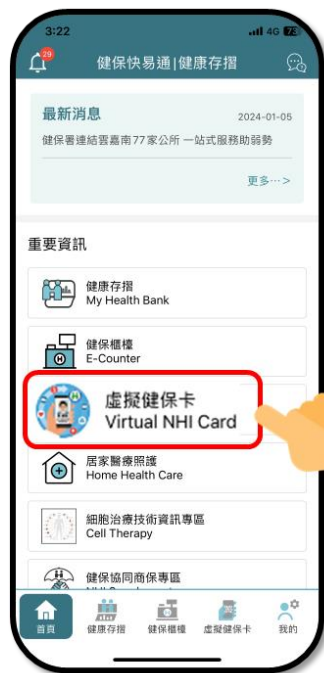 3:22
4G 73
29
健保快易通|健康存摺
最新消息
2024-01-05
健保署連結雲嘉南77家公所 一站式服務助弱勢
更多…>
重要資訊
健康存摺
My Health Bank
健保櫃檯
E-Counter
虛擬健保卡
Virtual NHI Card
居家醫療照護
Home Health Care
細胞治療技術資訊專區
Cell Therapy
健保協同商保專區
首頁
健康存摺
健保櫃檯
虛擬健保卡
我的